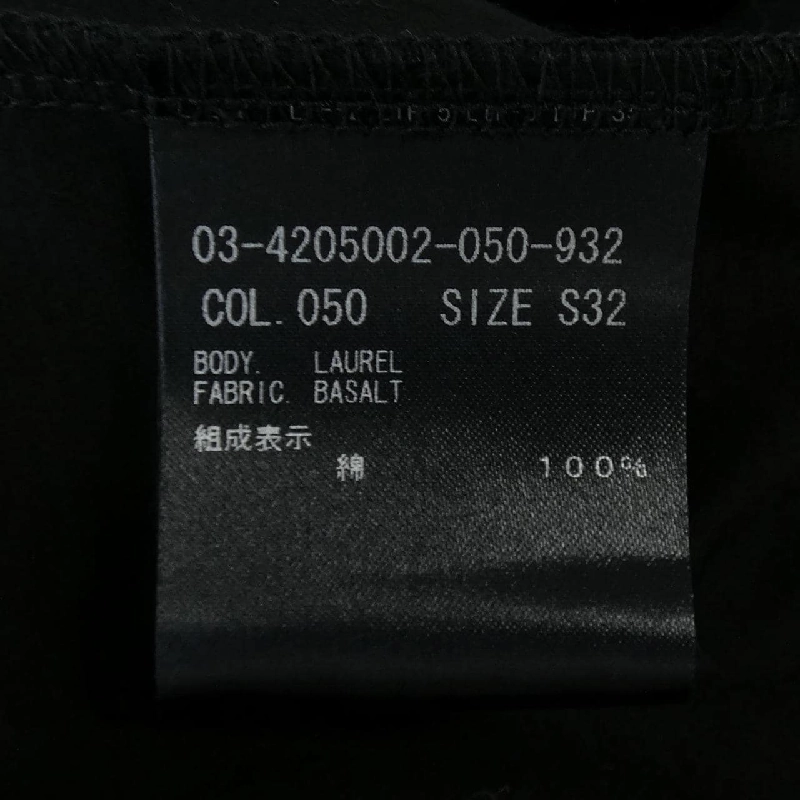 03-4205002-050-932
COL. 050 SIZE S32
BODY. LAUREL
FABRIC. BASALT
組成表示
綿 100%